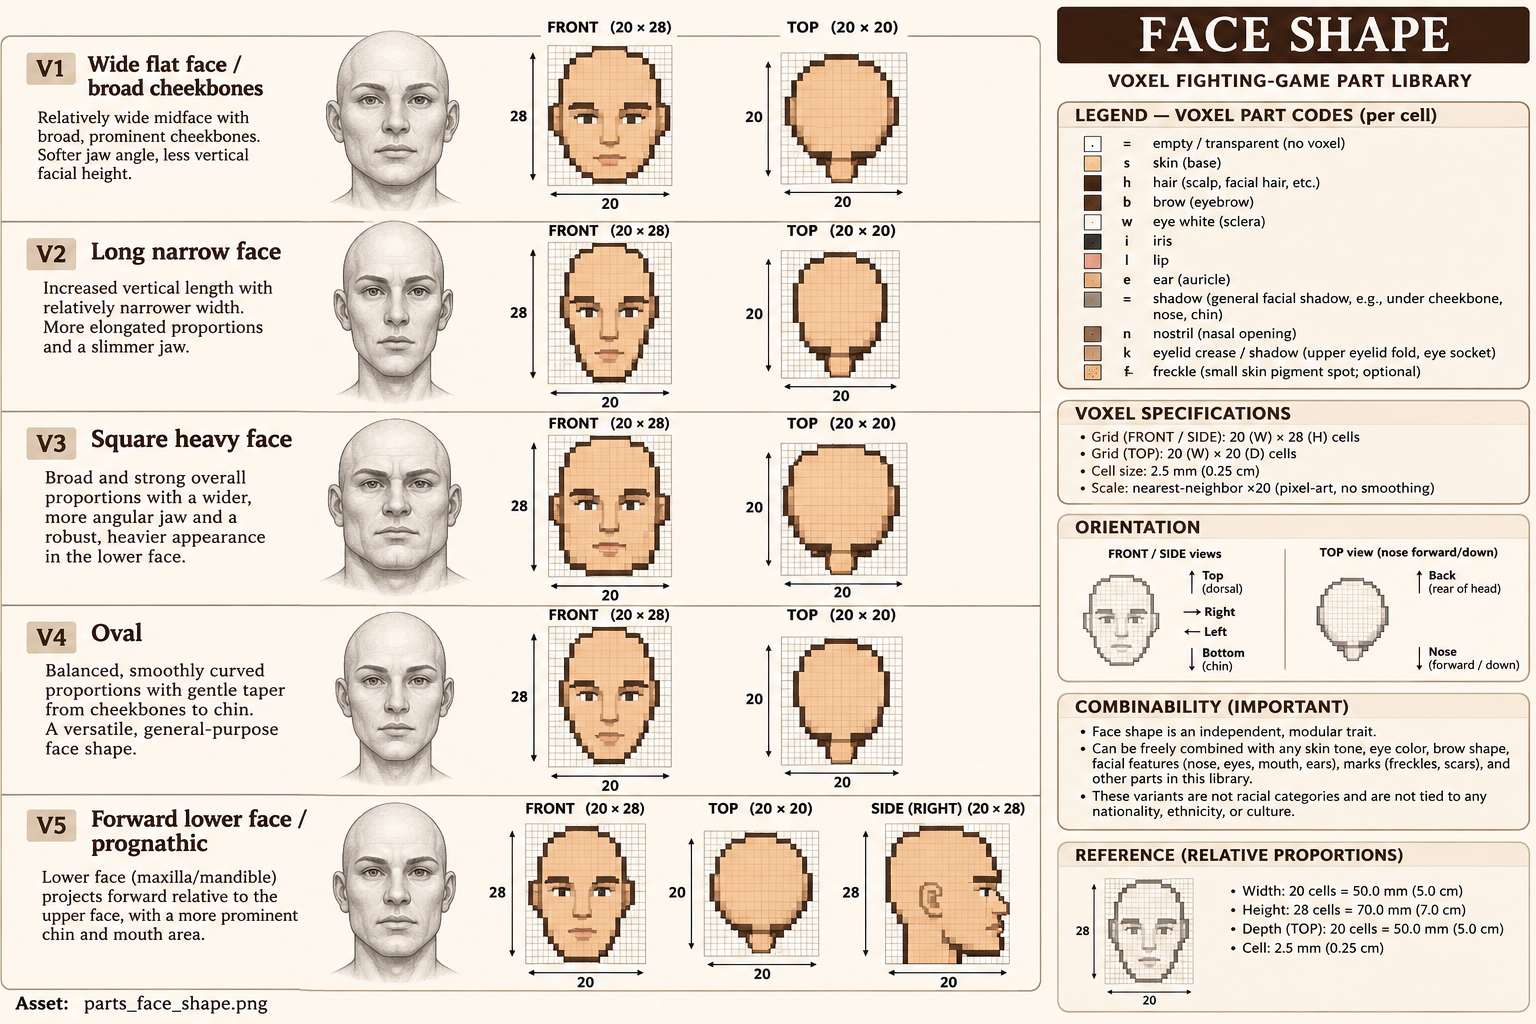 FRONT (20 × 28)
TOP (20 × 20)
V1
Wide flat face /
broad cheekbones
Relatively wide midface with
broad, prominent cheekbones.
Softer jaw angle, less vertical
facial height.
28
20
20
20
V2
Long narrow face
Increased vertical length with
relatively narrower width.
More elongated proportions
and a slimmer jaw.
FRONT (20 × 28)
TOP (20 × 20)
28
20
20
20
V3
Square heavy face
Broad and strong overall
proportions with a wider,
more angular jaw and a
robust, heavier appearance
in the lower face.
FRONT (20 × 28)
TOP (20 × 20)
28
20
20
20
V4
Oval
Balanced, smoothly curved
proportions with gentle taper
from cheekbones to chin.
A versatile, general-purpose
face shape.
FRONT (20 × 28)
TOP (20 × 20)
28
20
20
20
V5
Forward lower face /
prognathic
Lower face (maxilla/mandible)
projects forward relative to the
upper face, with a more prominent
chin and mouth area.
FRONT (20 × 28)
TOP (20 × 20)
SIDE (RIGHT) (20 × 28)
28
20
28
20
20
20
Asset: parts_face_shape.png
FACE SHAPE
VOXEL FIGHTING-GAME PART LIBRARY
LEGEND — VOXEL PART CODES (per cell)
. = empty / transparent (no voxel)
s skin (base)
h hair (scalp, facial hair, etc.)
b brow (eyebrow)
w eye white (sclera)
i iris
l lip
e ear (auricle)
= shadow (general facial shadow, e.g., under cheekbone,
nose, chin)
n nostril (nasal opening)
k eyelid crease / shadow (upper eyelid fold, eye socket)
f freckle (small skin pigment spot; optional)
VOXEL SPECIFICATIONS
• Grid (FRONT / SIDE): 20 (W) × 28 (H) cells
• Grid (TOP): 20 (W) × 20 (D) cells
• Cell size: 2.5 mm (0.25 cm)
• Scale: nearest-neighbor ×20 (pixel-art, no smoothing)
ORIENTATION
FRONT / SIDE views
Top
(dorsal)
Right
Left
Bottom
(chin)
TOP view (nose forward/down)
Back
(rear of head)
Nose
(forward / down)
COMBINABILITY (IMPORTANT)
• Face shape is an independent, modular trait.
• Can be freely combined with any skin tone, eye color, brow shape,
facial features (nose, eyes, mouth, ears), marks (freckles, scars), and
other parts in this library.
• These variants are not racial categories and are not tied to any
nationality, ethnicity, or culture.
REFERENCE (RELATIVE PROPORTIONS)
28
20
• Width: 20 cells = 50.0 mm (5.0 cm)
• Height: 28 cells = 70.0 mm (7.0 cm)
• Depth (TOP): 20 cells = 50.0 mm (5.0 cm)
• Cell: 2.5 mm (0.25 cm)